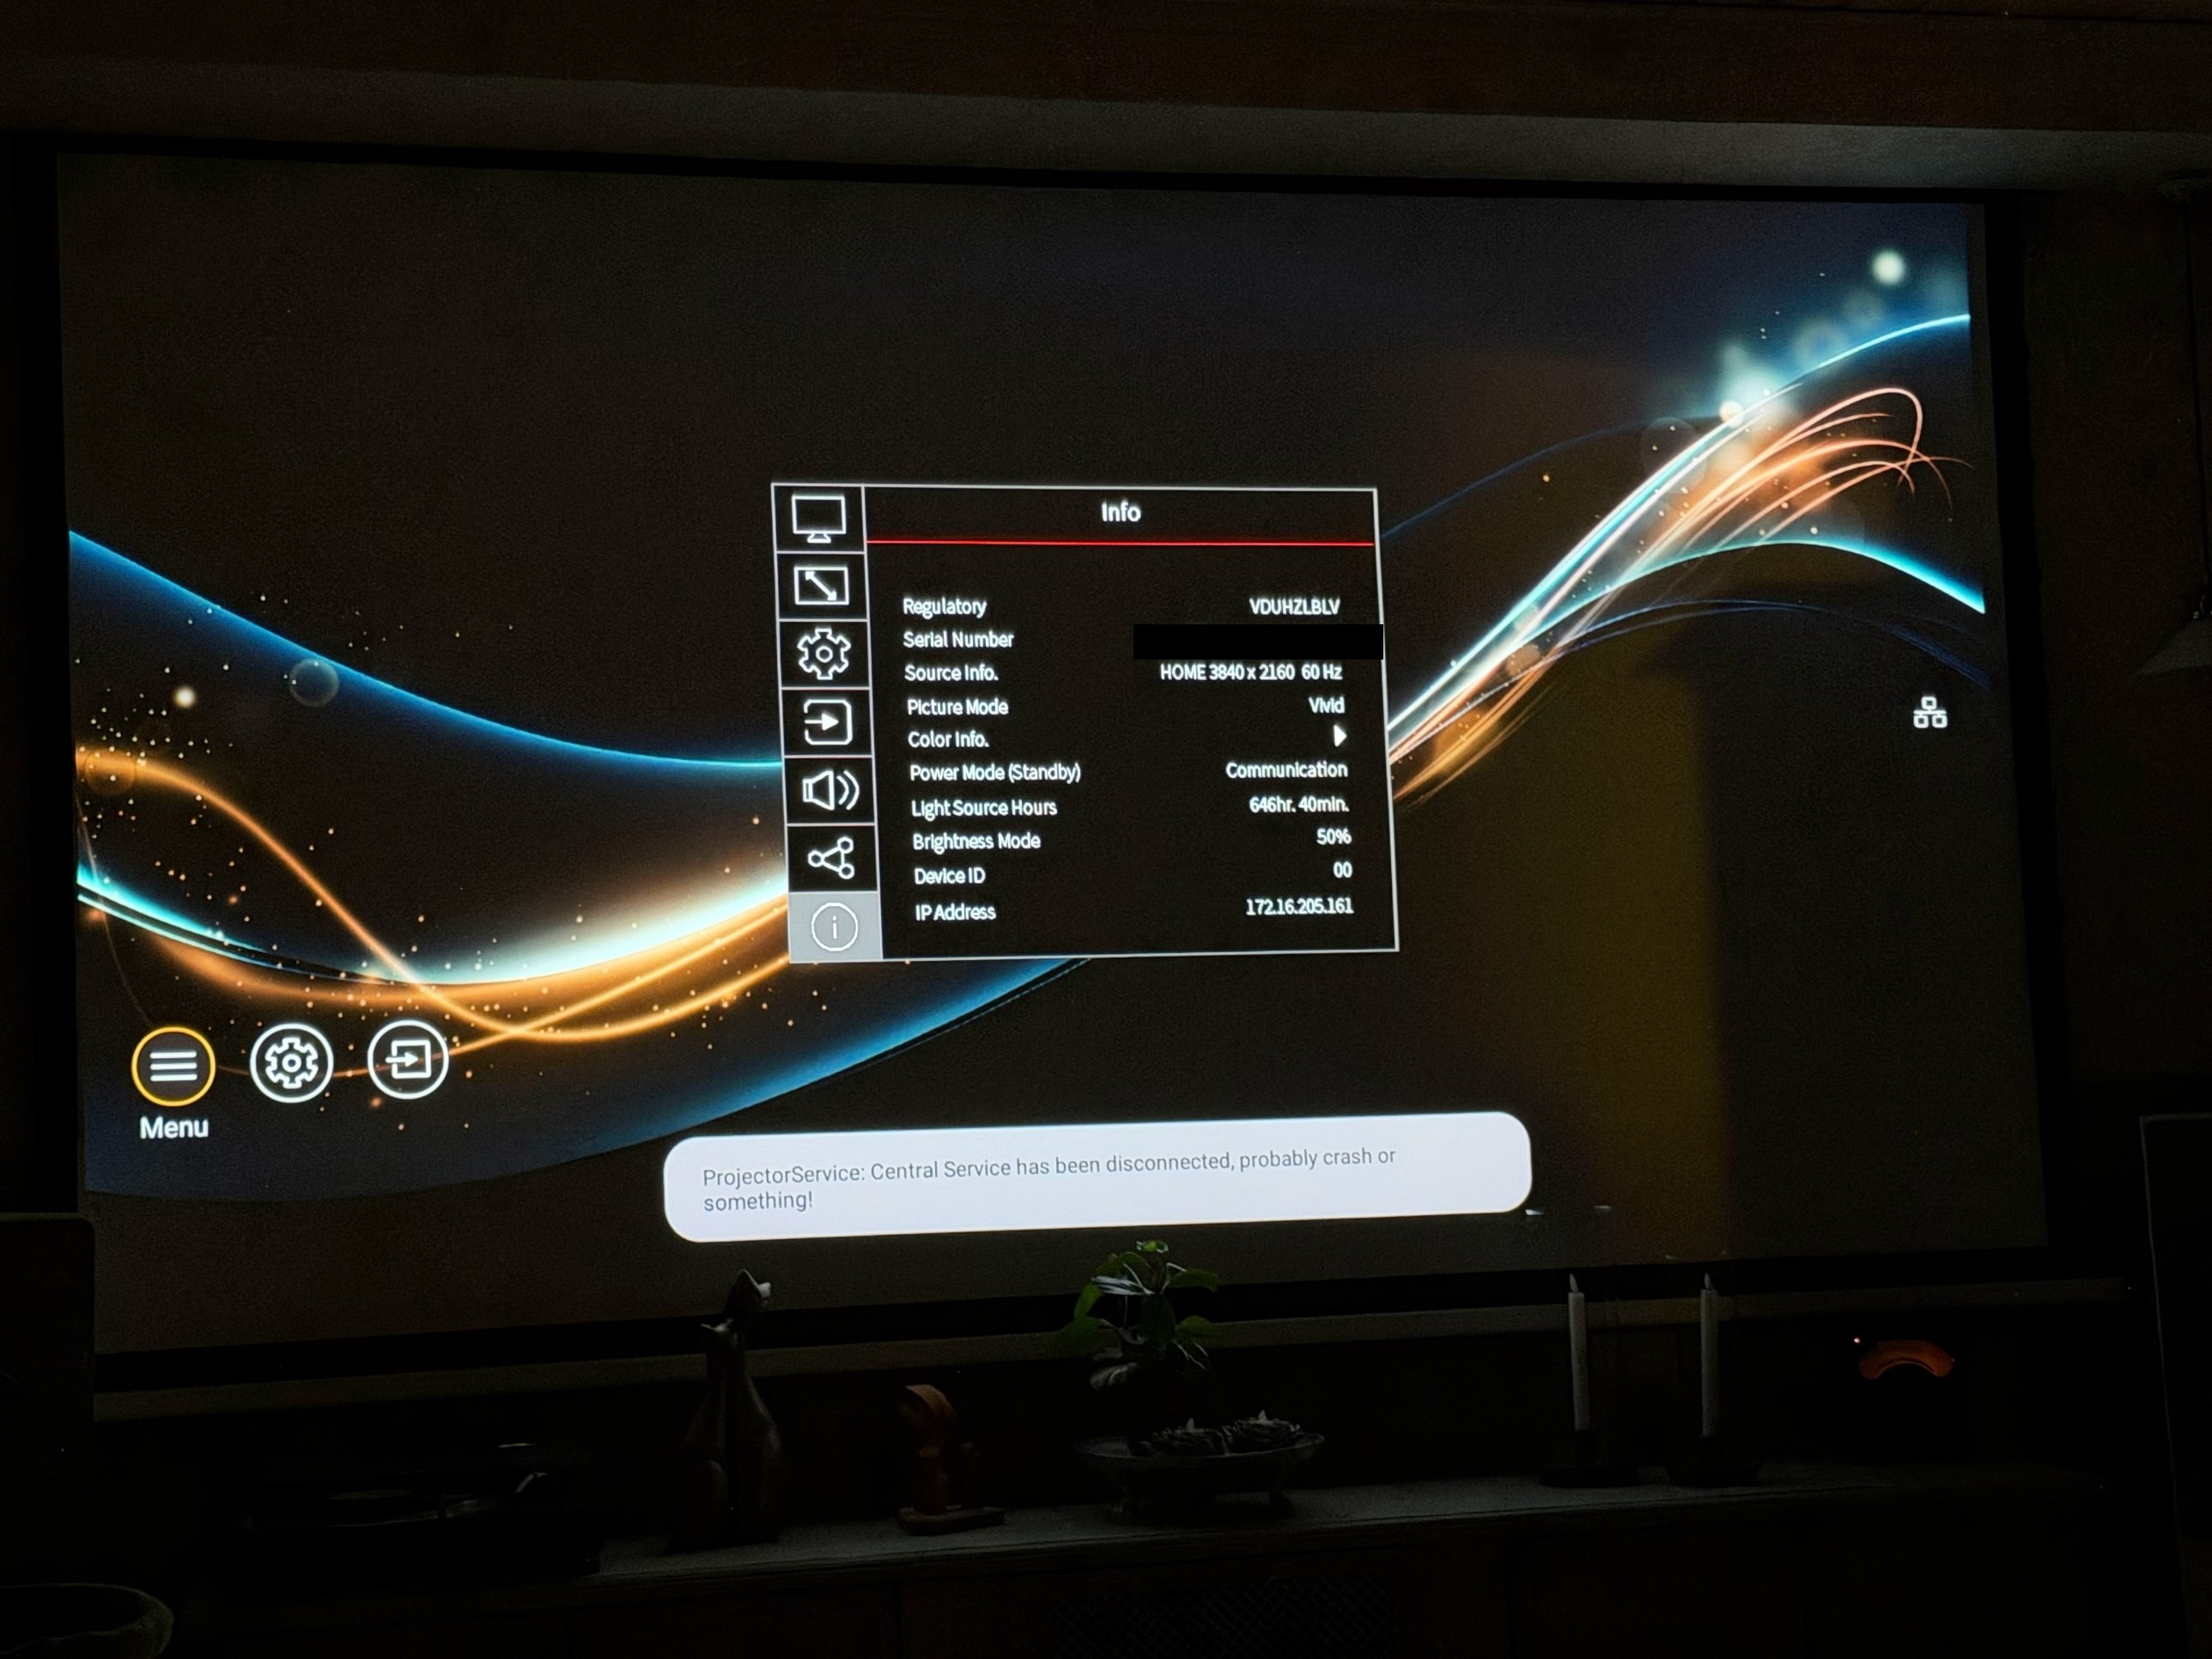 Info
Regulatory VDUHZLBLV
Serial Number
Source Info. HOME 3840 x 2160 60 Hz
Picture Mode Vivid
Color Info.
Power Mode (Standby) Communication
Light Source Hours 646hr. 40min.
Brightness Mode 50%
Device ID 00
IP Address 172.16.205.161
Menu
ProjectorService: Central Service has been disconnected, probably crash or
something!